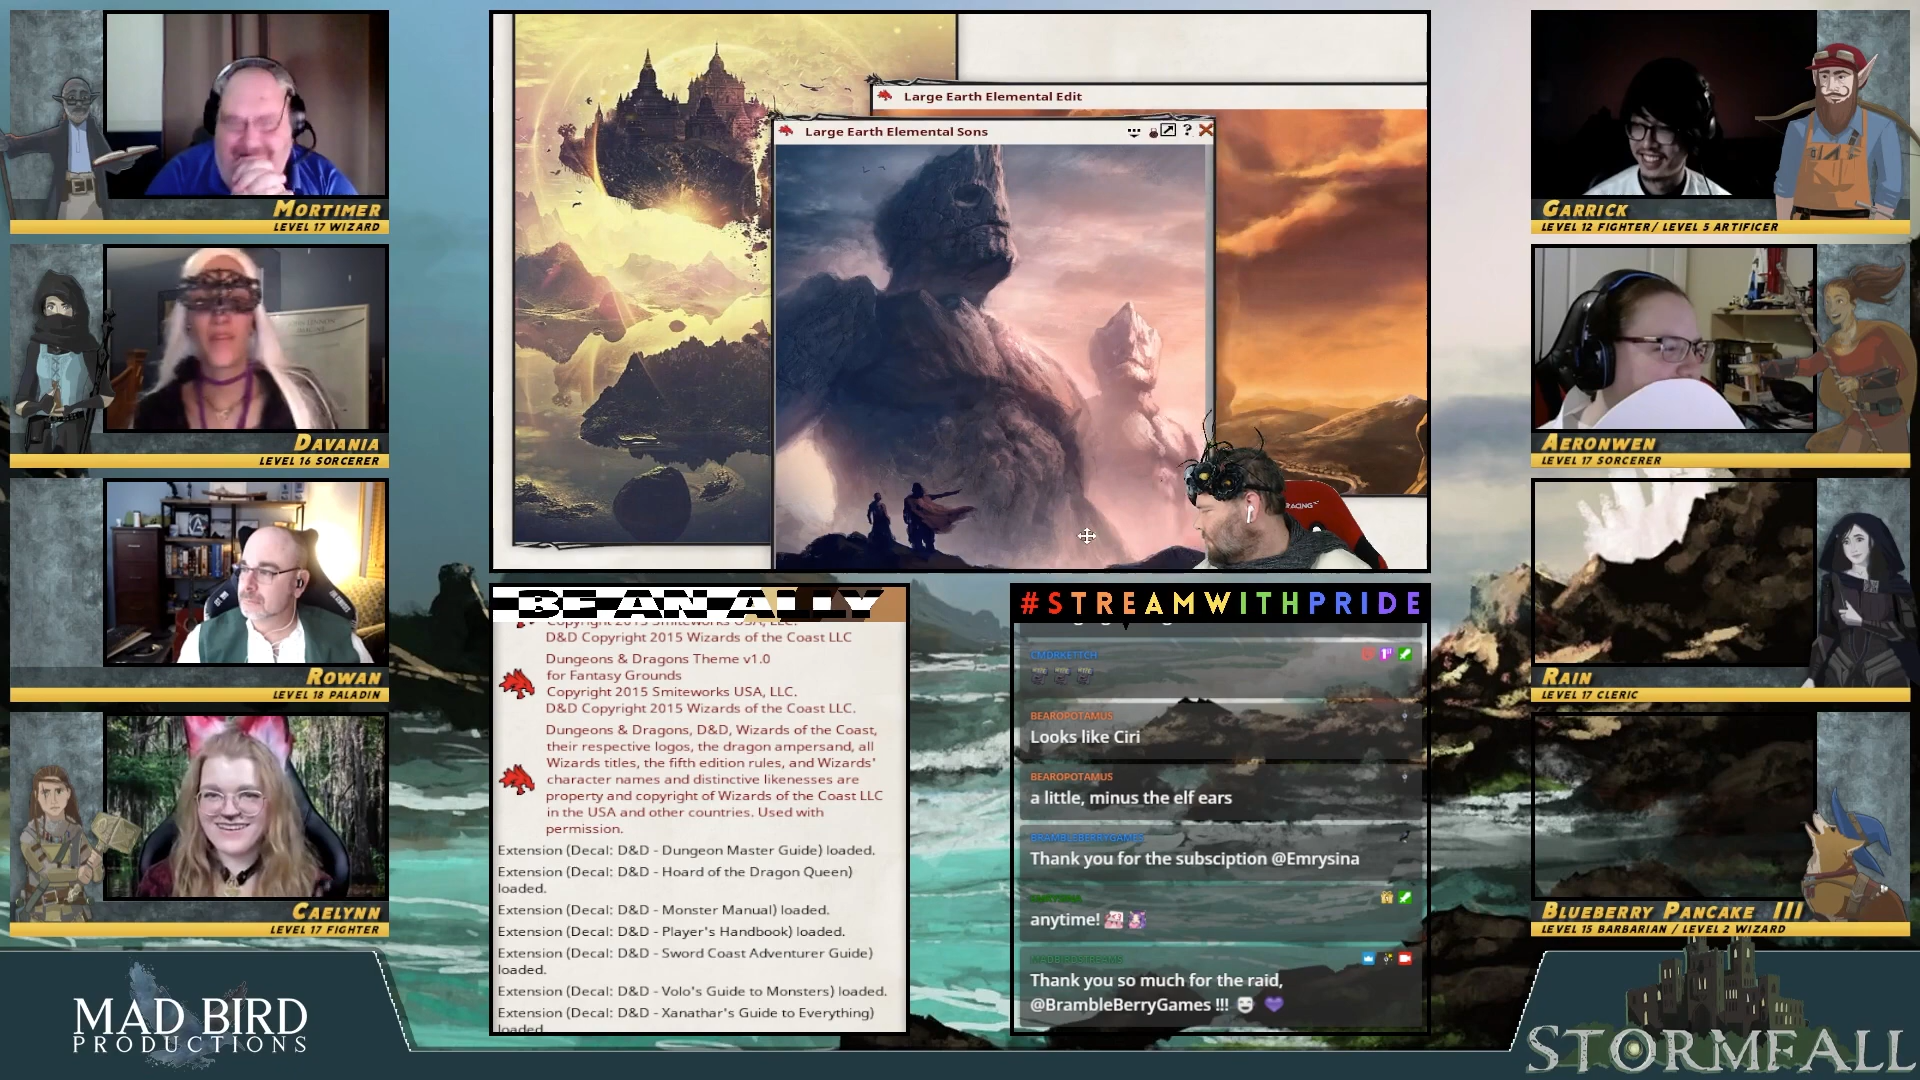 MORTIMER
LEVEL 17 WIZARD
DAVANIA
LEVEL 16 SORCERER
ROWAN
LEVEL 18 PALADIN
CAELYNN
LEVEL 17 FIGHTER
MAD BIRD
PRODUCTIONS
Large Earth Elemental Edit
Large Earth Elemental Sons
?
RACING
BE AN ALLY
Copyright 2015 Smiteworks USA, LLC.
D&D Copyright 2015 Wizards of the Coast LLC
Dungeons & Dragons Theme v1.0
for Fantasy Grounds
Copyright 2015 Smiteworks USA, LLC.
D&D Copyright 2015 Wizards of the Coast LLC.
Dungeons & Dragons, D&D, Wizards of the Coast,
their respective logos, the dragon ampersand, all
Wizards titles, the fifth edition rules, and Wizards'
character names and distinctive likenesses are
property and copyright of Wizards of the Coast LLC
in the USA and other countries. Used with
permission.
Extension (Decal: D&D - Dungeon Master Guide) loaded.
Extension (Decal: D&D - Hoard of the Dragon Queen)
loaded.
Extension (Decal: D&D - Monster Manual) loaded.
Extension (Decal: D&D - Player's Handbook) loaded.
Extension (Decal: D&D - Sword Coast Adventurer Guide)
loaded.
Extension (Decal: D&D - Volo's Guide to Monsters) loaded.
Extension (Decal: D&D - Xanathar's Guide to Everything)
loaded
#STREAMWITHPRIDE
BEAROPOTAMUS
Looks like Ciri
BEAROPOTAMUS
a little, minus the elf ears
BRAMBLEBERRYGAMES
Thank you for the subsciption @Emrysina
anytime!
MADBIRDSTREAMS
Thank you so much for the raid,
@BrambleBerryGames !!!
GARRICK
LEVEL 12 FIGHTER/ LEVEL 5 ARTIFICER
AERONWEN
LEVEL 17 SORCERER
RAIN
LEVEL 17 CLERIC
BLUEBERRY PANCAKE III
LEVEL 15 BARBARIAN / LEVEL 2 WIZARD
STORMFALL